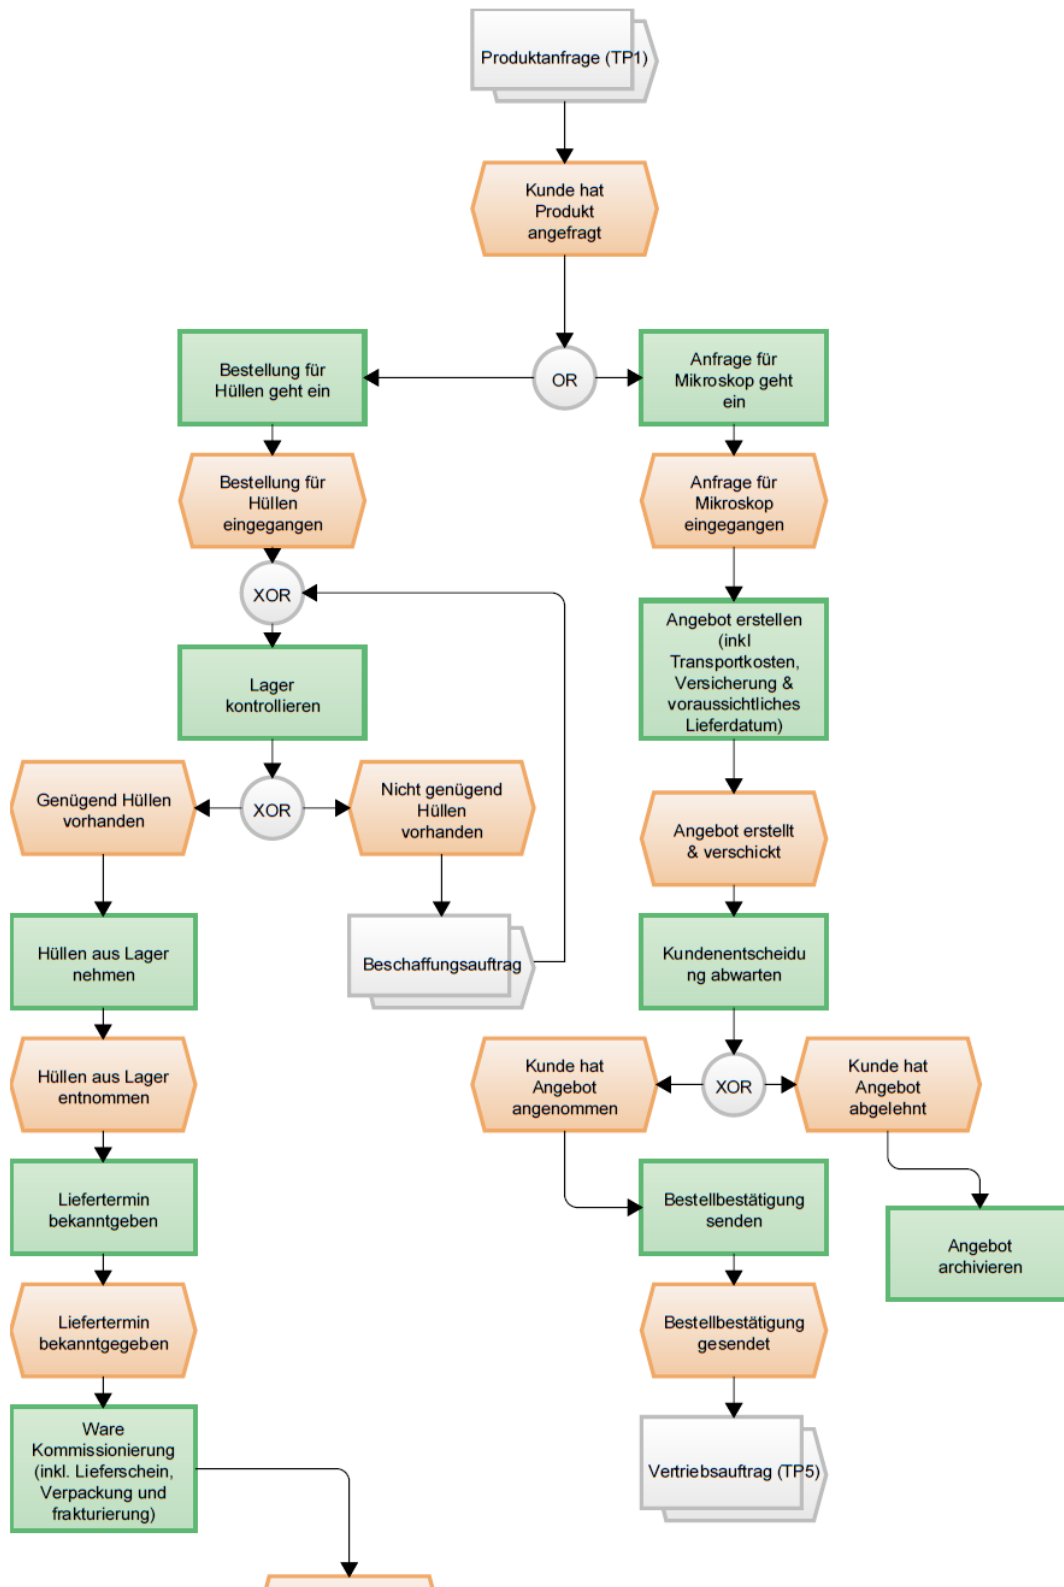 Produktanfrage (TP1)
Kunde hat
Produkt
angefragt
OR
Bestellung für
Hüllen geht ein
Anfrage für
Mikroskop geht
ein
Bestellung für
Hüllen
eingegangen
Anfrage für
Mikroskop
eingegangen
XOR
Lager
kontrollieren
Angebot erstellen
(inkl
Transportkosten,
Versicherung &
voraussichtliches
Lieferdatum)
Genügend Hüllen
vorhanden
XOR
Nicht genügend
Hüllen
vorhanden
Angebot erstellt
& verschickt
Hüllen aus Lager
nehmen
Beschaffungsauftrag
Kundenentscheidu
ng abwarten
Hüllen aus Lager
entnommen
Kunde hat
Angebot
angenommen
XOR
Kunde hat
Angebot
abgelehnt
Liefertermin
bekanntgeben
Bestellbestätigung
senden
Angebot
archivieren
Liefertermin
bekanntgegeben
Bestellbestätigung
gesendet
Ware
Kommissionierung
(inkl. Lieferschein,
Verpackung und
frakturierung)
Vertriebsauftrag (TP5)